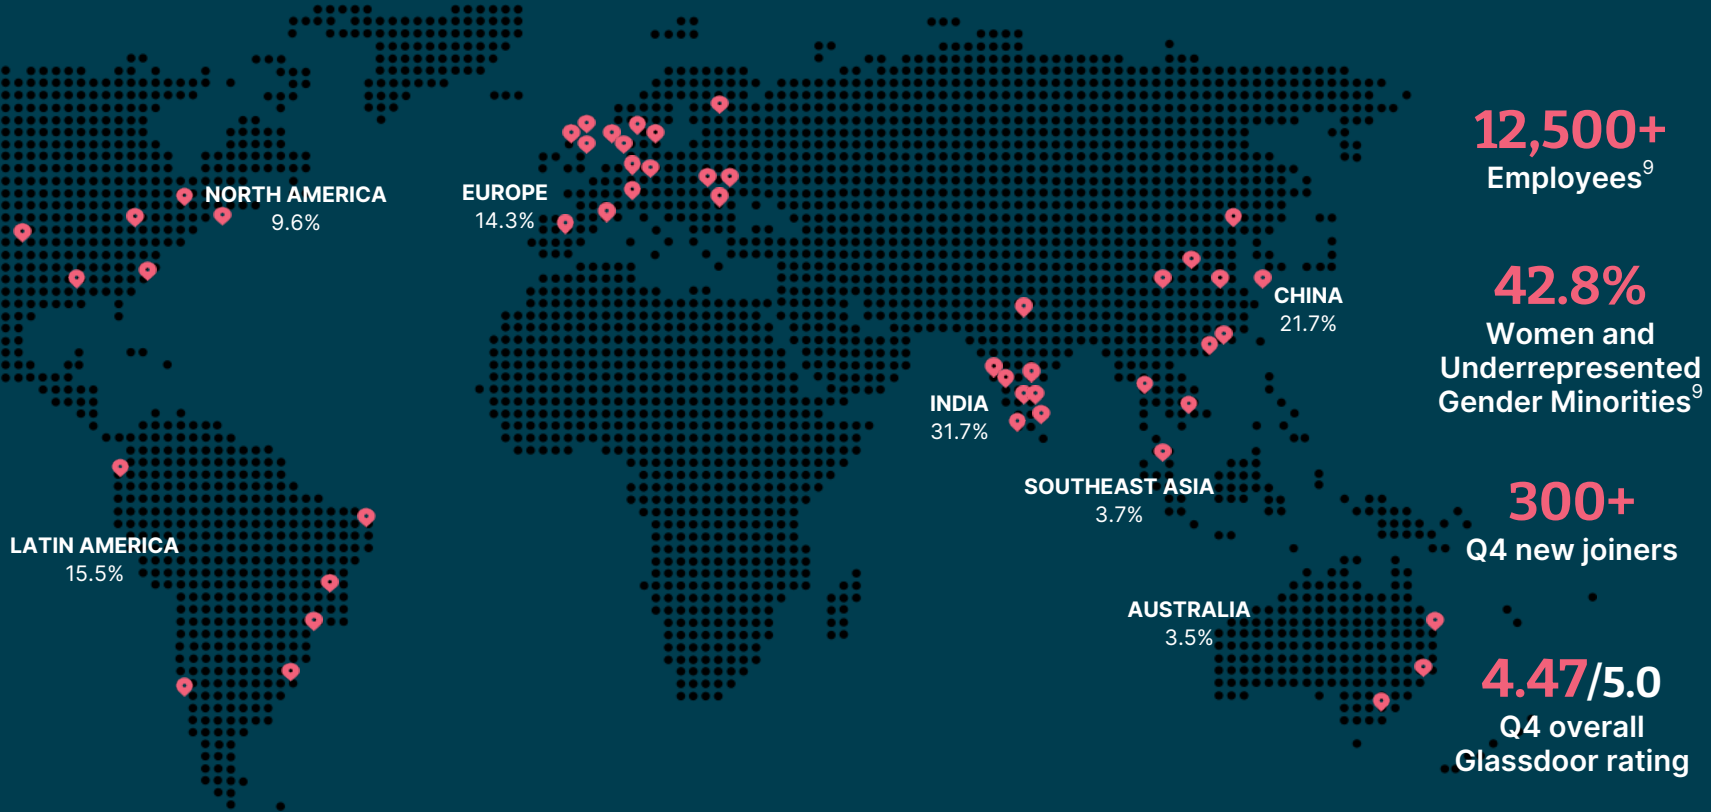 NORTH AMERICA
9.6%
EUROPE
14.3%
CHINA
21.7%
INDIA
31.7%
SOUTHEAST ASIA
3.7%
LATIN AMERICA
15.5%
AUSTRALIA
3.5%
12,500+
Employees⁹
42.8%
Women and
Underrepresented
Gender Minorities⁹
300+
Q4 new joiners
4.47/5.0
Q4 overall
Glassdoor rating